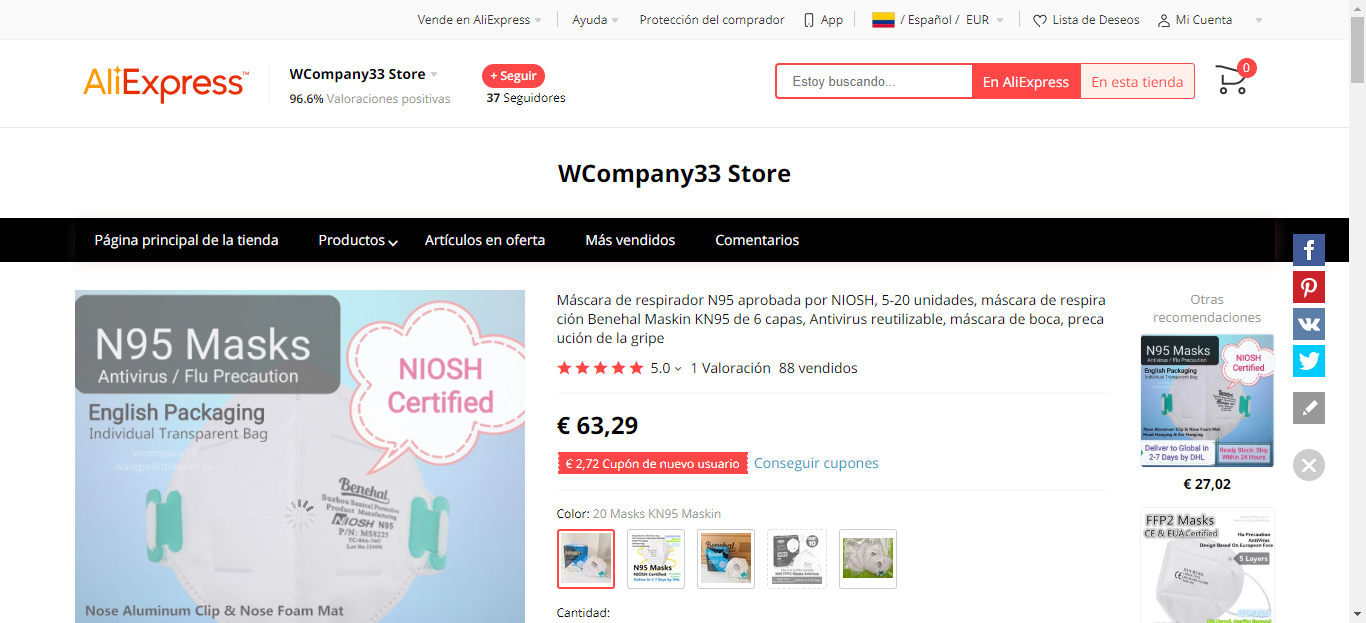 Vende en AliExpress
Ayuda
Protección del comprador
App
/ Español / EUR
Lista de Deseos
Mi Cuenta
AliExpress™
WCompany33 Store
96.6% Valoraciones positivas
+ Seguir
37 Seguidores
Estoy buscando...
En AliExpress
En esta tienda
0
WCompany33 Store
Página principal de la tienda
Productos
Artículos en oferta
Más vendidos
Comentarios
N95 Masks
Antivirus / Flu Precaution
English Packaging
Individual Transparent Bag
wcompany33
NIOSH
Certified
Benehal
Suzhou Sanical Protective
Product Manufacturing
NIOSH N95
P/N: MS8225
Nose Aluminum Clip & Nose Foam Mat
Máscara de respirador N95 aprobada por NIOSH, 5-20 unidades, máscara de respira
ción Benehal Maskin KN95 de 6 capas, Antivirus reutilizable, máscara de boca, preca
ución de la gripe
5.0
1 Valoración
88 vendidos
€ 63,29
€ 2,72 Cupón de nuevo usuario
Conseguir cupones
Color: 20 Masks KN95 Maskin
N95 Masks
NIOSH Certified
Cantidad:
Otras
recomendaciones
N95 Masks
Antivirus / Flu Precaution
English Packaging
Individual Transparent Bag
NIOSH
Certified
Nose Aluminum Clip & Nose Foam Mat
Head Hanging & Ear Hanging
Deliver to Global in
2-7 Days by DHL
Ready Stock: Ship
Within 24 Hours
€ 27,02
FFP2 Masks
CE & EUA Certified
Flu Precaution
AntiVirus
Design Based On European Face
5 Layers